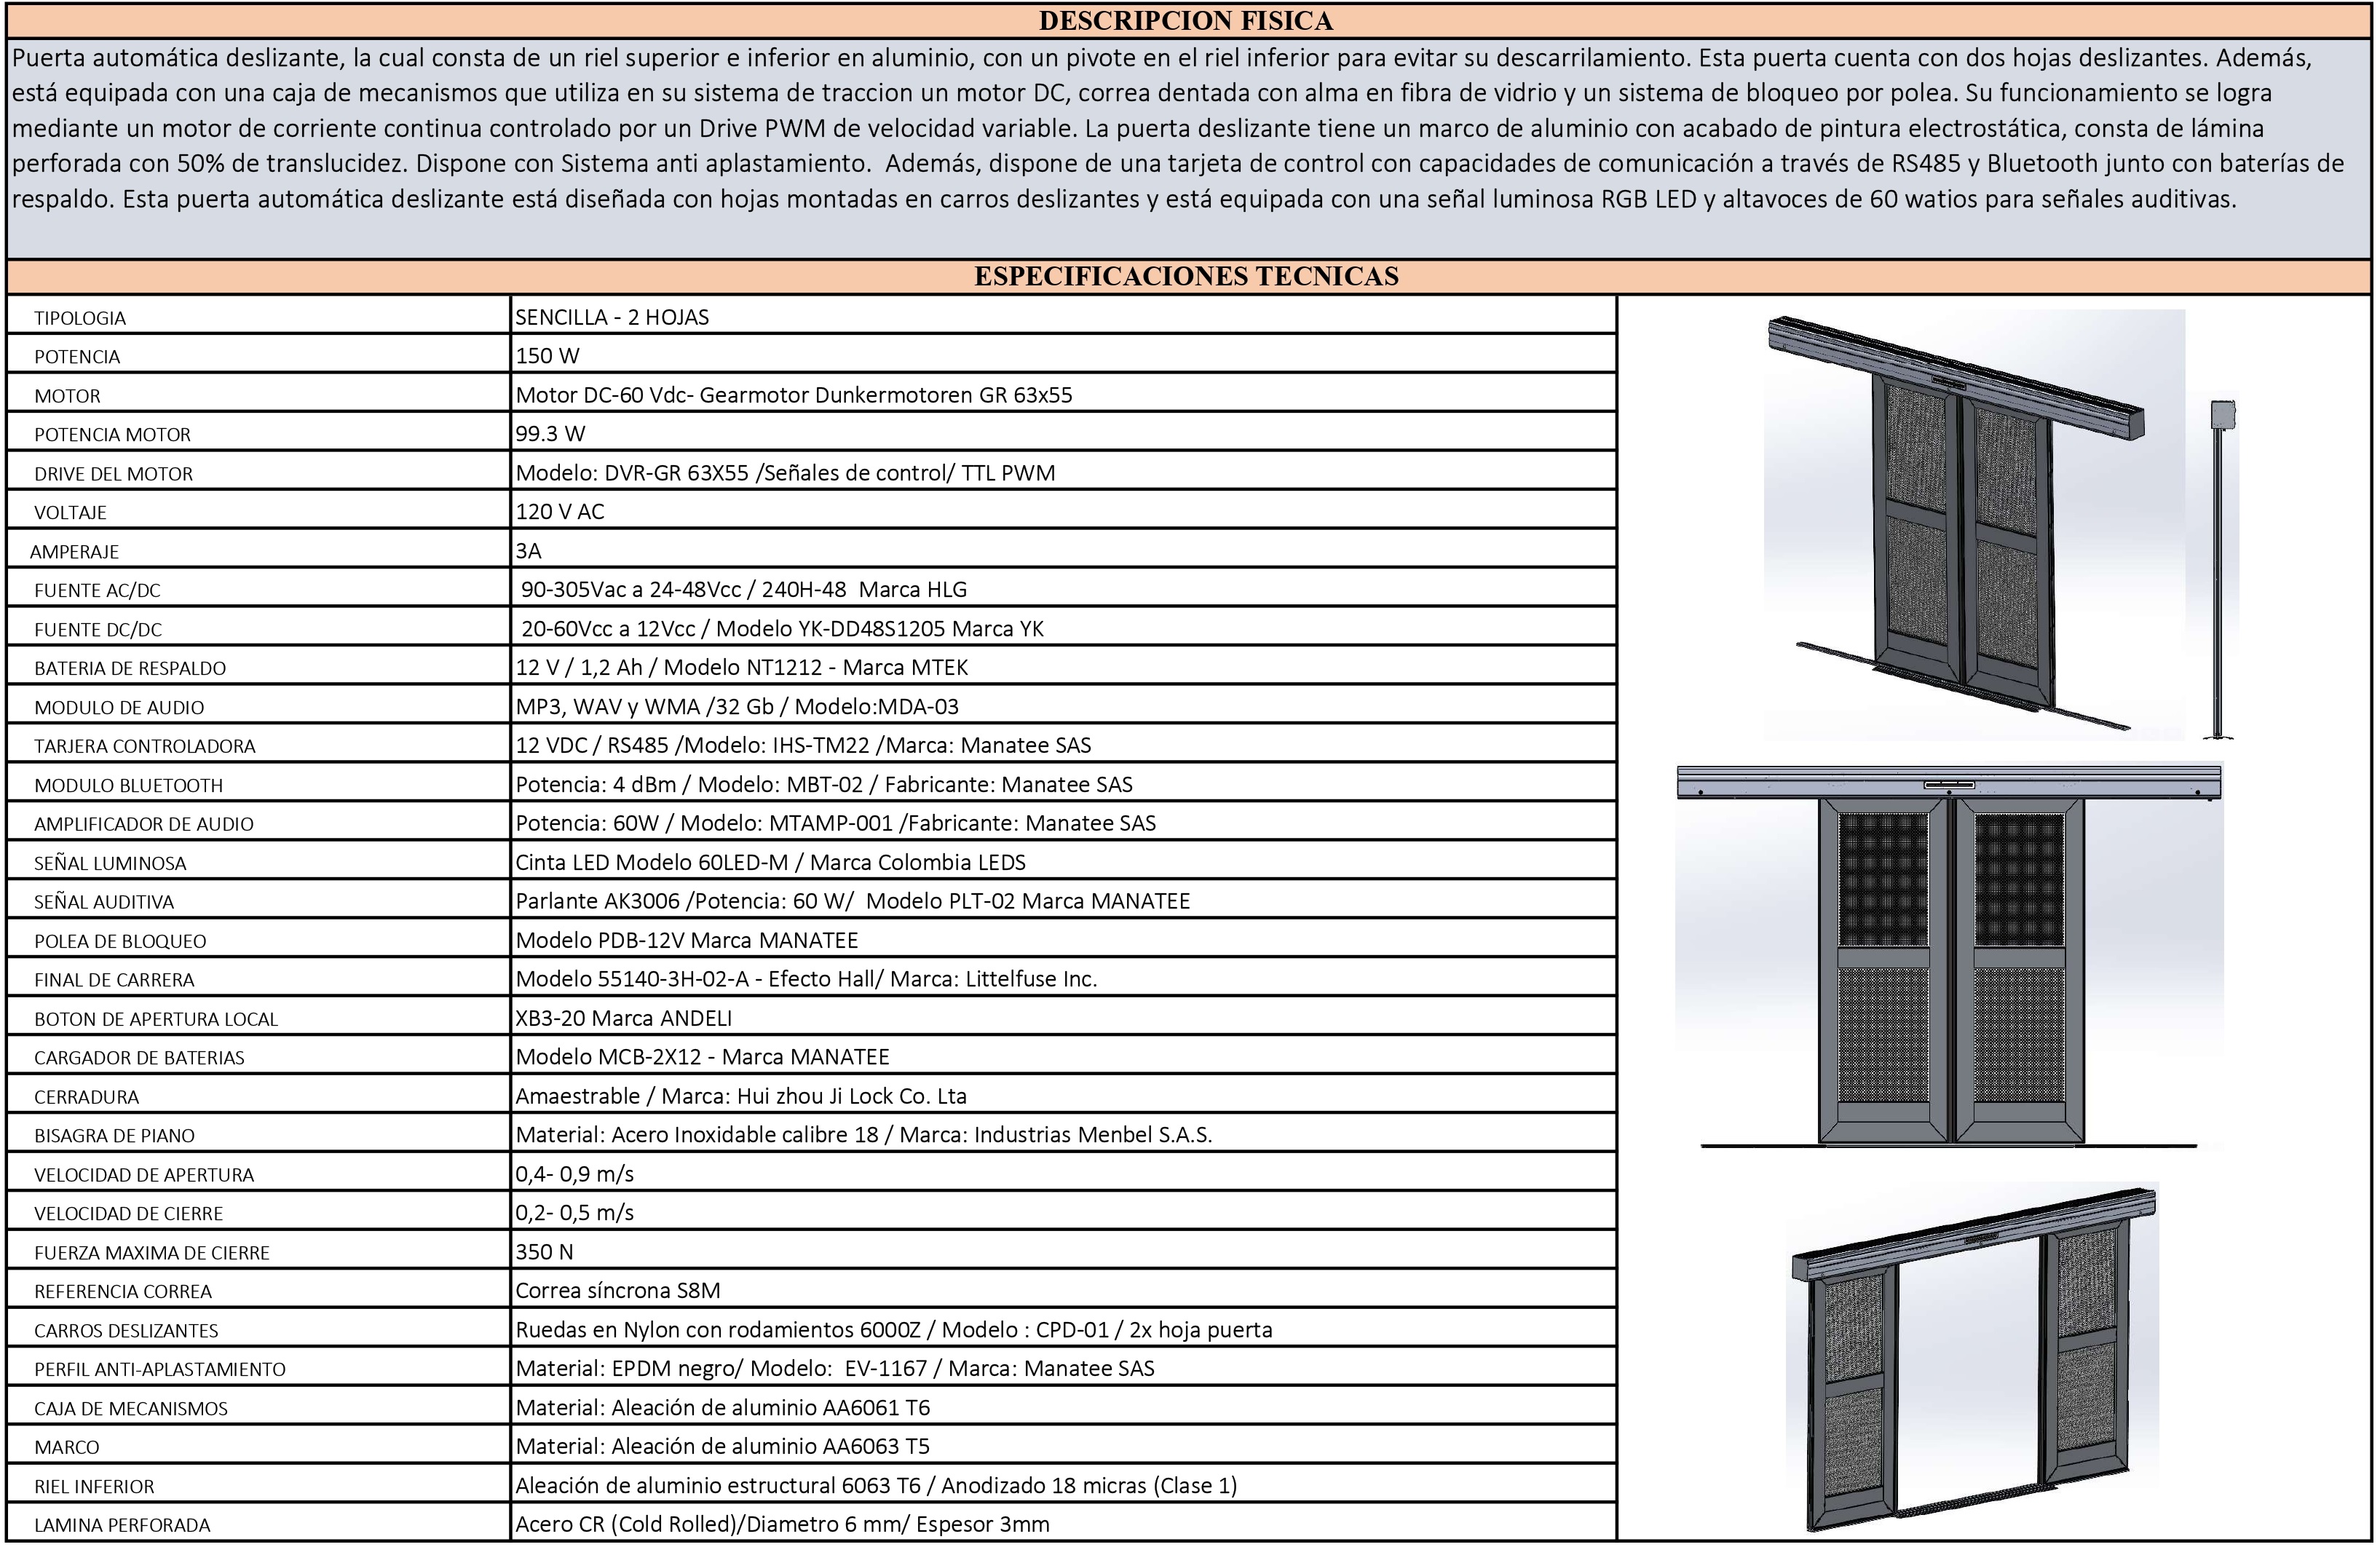 DESCRIPCION FISICA
Puerta automática deslizante, la cual consta de un riel superior e inferior en aluminio, con un pivote en el riel inferior para evitar su descarrilamiento. Esta puerta cuenta con dos hojas deslizantes. Además,
está equipada con una caja de mecanismos que utiliza en su sistema de traccion un motor DC, correa dentada con alma en fibra de vidrio y un sistema de bloqueo por polea. Su funcionamiento se logra
mediante un motor de corriente continua controlado por un Drive PWM de velocidad variable. La puerta deslizante tiene un marco de aluminio con acabado de pintura electrostática, consta de lámina
perforada con 50% de translucidez. Dispone con Sistema anti aplastamiento. Además, dispone de una tarjeta de control con capacidades de comunicación a través de RS485 y Bluetooth junto con baterías de
respaldo. Esta puerta automática deslizante está diseñada con hojas montadas en carros deslizantes y está equipada con una señal luminosa RGB LED y altavoces de 60 watios para señales auditivas.
ESPECIFICACIONES TECNICAS
TIPOLOGIA SENCILLA - 2 HOJAS
POTENCIA 150 W
MOTOR Motor DC-60 Vdc- Gearmotor Dunkermotoren GR 63x55
POTENCIA MOTOR 99.3 W
DRIVE DEL MOTOR Modelo: DVR-GR 63X55 /Señales de control/ TTL PWM
VOLTAJE 120 V AC
AMPERAJE 3A
FUENTE AC/DC 90-305Vac a 24-48Vcc / 240H-48 Marca HLG
FUENTE DC/DC 20-60Vcc a 12Vcc / Modelo YK-DD48S1205 Marca YK
BATERIA DE RESPALDO 12 V / 1,2 Ah / Modelo NT1212 - Marca MTEK
MODULO DE AUDIO MP3, WAV y WMA /32 Gb / Modelo:MDA-03
TARJERA CONTROLADORA 12 VDC / RS485 /Modelo: IHS-TM22 /Marca: Manatee SAS
MODULO BLUETOOTH Potencia: 4 dBm / Modelo: MBT-02 / Fabricante: Manatee SAS
AMPLIFICADOR DE AUDIO Potencia: 60W / Modelo: MTAMP-001 /Fabricante: Manatee SAS
SEÑAL LUMINOSA Cinta LED Modelo 60LED-M / Marca Colombia LEDS
SEÑAL AUDITIVA Parlante AK3006 /Potencia: 60 W/ Modelo PLT-02 Marca MANATEE
POLEA DE BLOQUEO Modelo PDB-12V Marca MANATEE
FINAL DE CARRERA Modelo 55140-3H-02-A - Efecto Hall/ Marca: Littelfuse Inc.
BOTON DE APERTURA LOCAL XB3-20 Marca ANDELI
CARGADOR DE BATERIAS Modelo MCB-2X12 - Marca MANATEE
CERRADURA Amaestrable / Marca: Hui zhou Ji Lock Co. Lta
BISAGRA DE PIANO Material: Acero Inoxidable calibre 18 / Marca: Industrias Menbel S.A.S.
VELOCIDAD DE APERTURA 0,4- 0,9 m/s
VELOCIDAD DE CIERRE 0,2- 0,5 m/s
FUERZA MAXIMA DE CIERRE 350 N
REFERENCIA CORREA Correa síncrona S8M
CARROS DESLIZANTES Ruedas en Nylon con rodamientos 6000Z / Modelo : CPD-01 / 2x hoja puerta
PERFIL ANTI-APLASTAMIENTO Material: EPDM negro/ Modelo: EV-1167 / Marca: Manatee SAS
CAJA DE MECANISMOS Material: Aleación de aluminio AA6061 T6
MARCO Material: Aleación de aluminio AA6063 T5
RIEL INFERIOR Aleación de aluminio estructural 6063 T6 / Anodizado 18 micras (Clase 1)
LAMINA PERFORADA Acero CR (Cold Rolled)/Diametro 6 mm/ Espesor 3mm